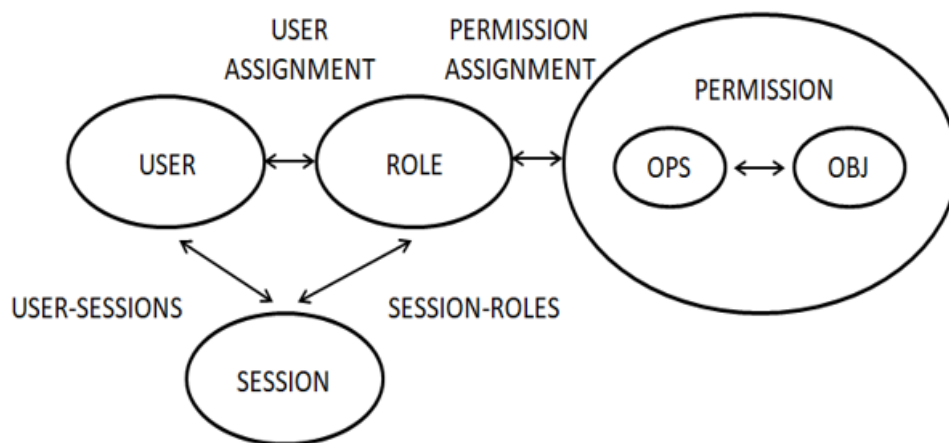 USER
ASSIGNMENT
PERMISSION
ASSIGNMENT
PERMISSION
USER
ROLE
OPS
OBJ
USER-SESSIONS
SESSION-ROLES
SESSION